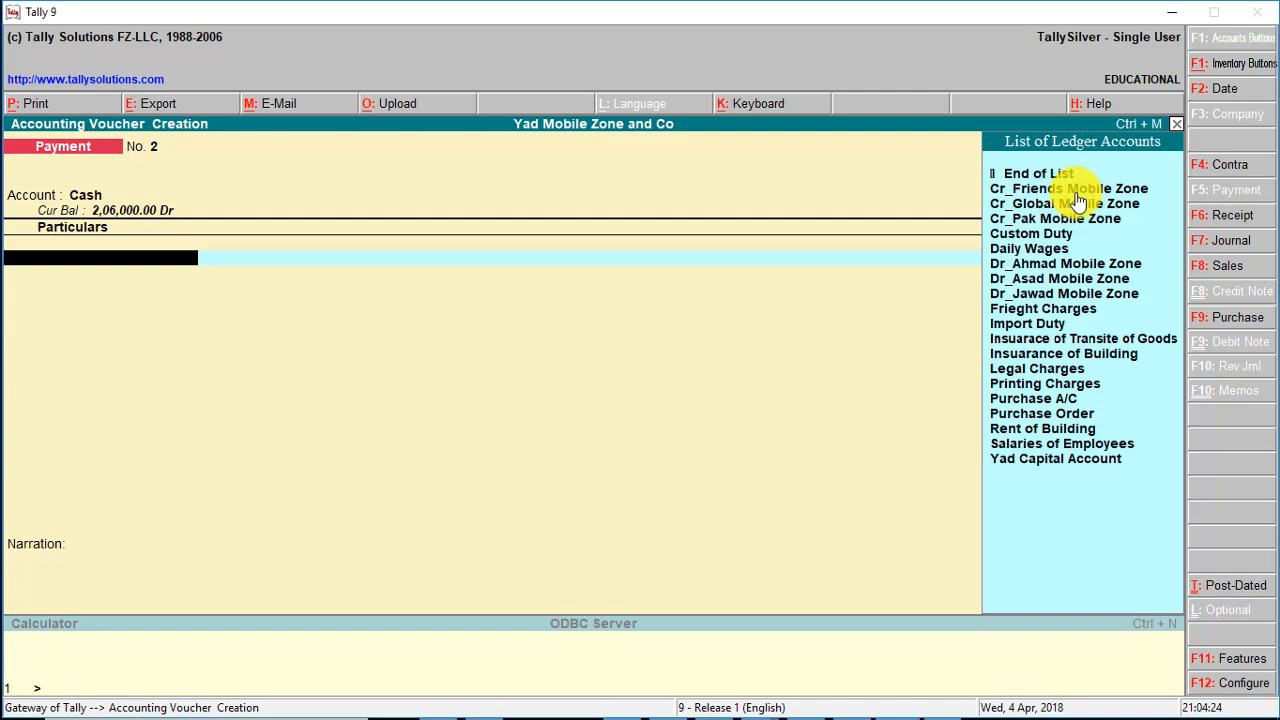 Tally 9
(c) Tally Solutions FZ-LLC, 1988-2006
TallySilver - Single User
http://www.tallysolutions.com
EDUCATIONAL
P: Print
E: Export
M: E-Mail
O: Upload
L: Language
K: Keyboard
H: Help
Accounting Voucher Creation
Yad Mobile Zone and Co
Ctrl + M
Payment No. 2
Account : Cash
Cur Bal : 2,06,000.00 Dr
Particulars
Narration:
List of Ledger Accounts
End of List
Cr_Friends Mobile Zone
Cr_Global Mobile Zone
Cr_Pak Mobile Zone
Custom Duty
Daily Wages
Dr_Ahmad Mobile Zone
Dr_Asad Mobile Zone
Dr_Jawad Mobile Zone
Frieght Charges
Import Duty
Insuarace of Transite of Goods
Insuarance of Building
Legal Charges
Printing Charges
Purchase A/C
Purchase Order
Rent of Building
Salaries of Employees
Yad Capital Account
F1: Accounts Buttons
F1: Inventory Buttons
F2: Date
F3: Company
F4: Contra
F5: Payment
F6: Receipt
F7: Journal
F8: Sales
F8: Credit Note
F9: Purchase
F9: Debit Note
F10: Rev Jrnl
F10: Memos
T: Post-Dated
L: Optional
F11: Features
F12: Configure
Calculator
ODBC Server
Ctrl + N
1 >
Gateway of Tally --> Accounting Voucher Creation
9 - Release 1 (English)
Wed, 4 Apr, 2018
21:04:24